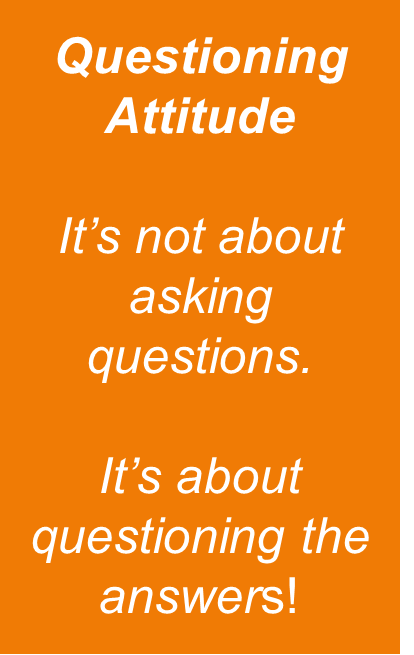 Questioning
Attitude
It’s not about
asking
questions.
It’s about
questioning the
answers!